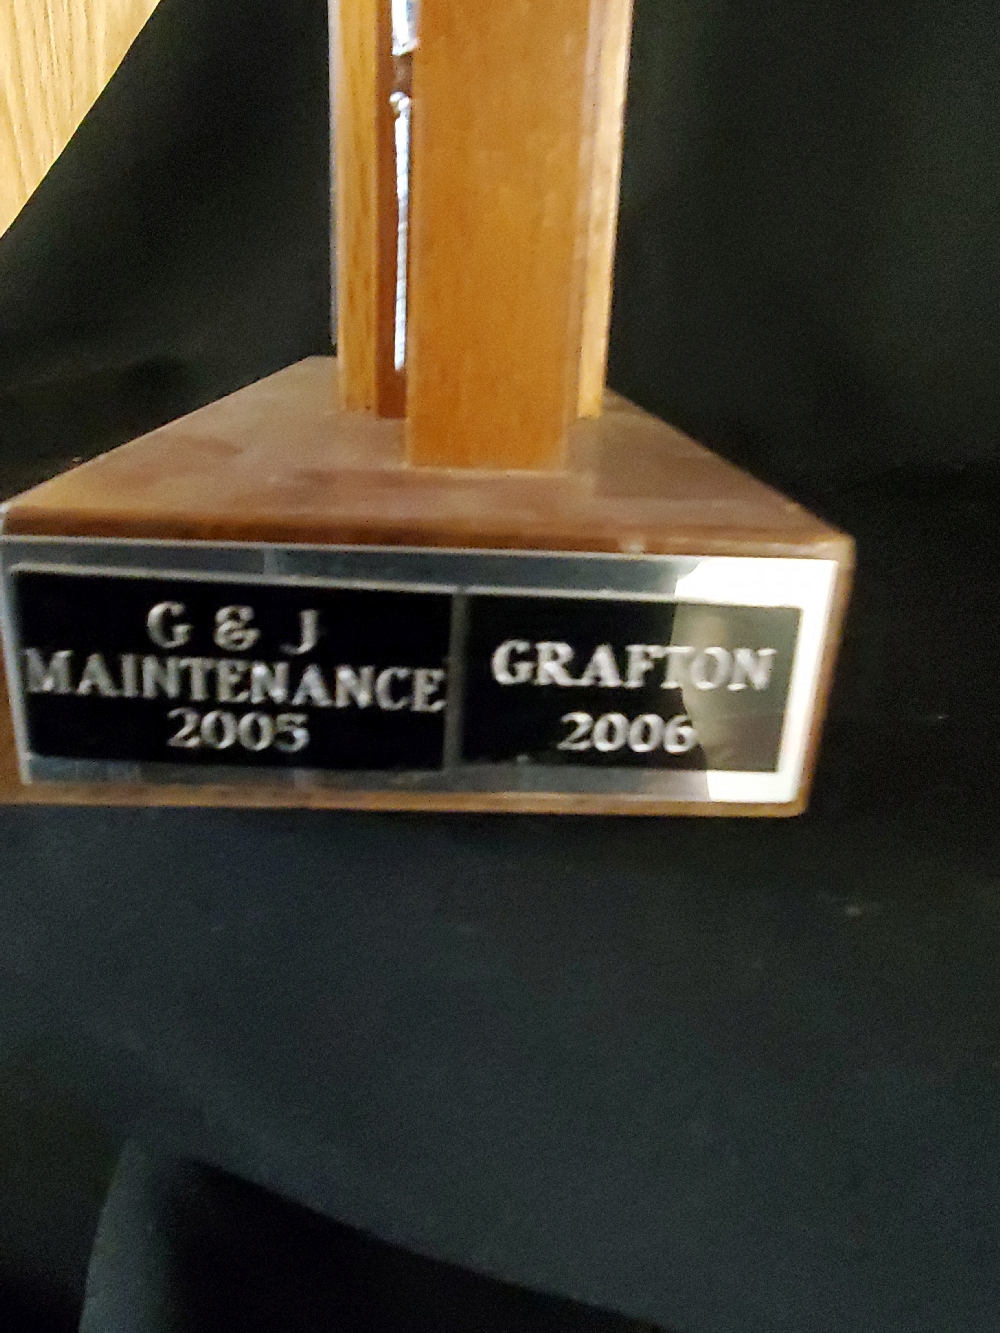 G & J
MAINTENANCE
2005
GRAFTON
2006